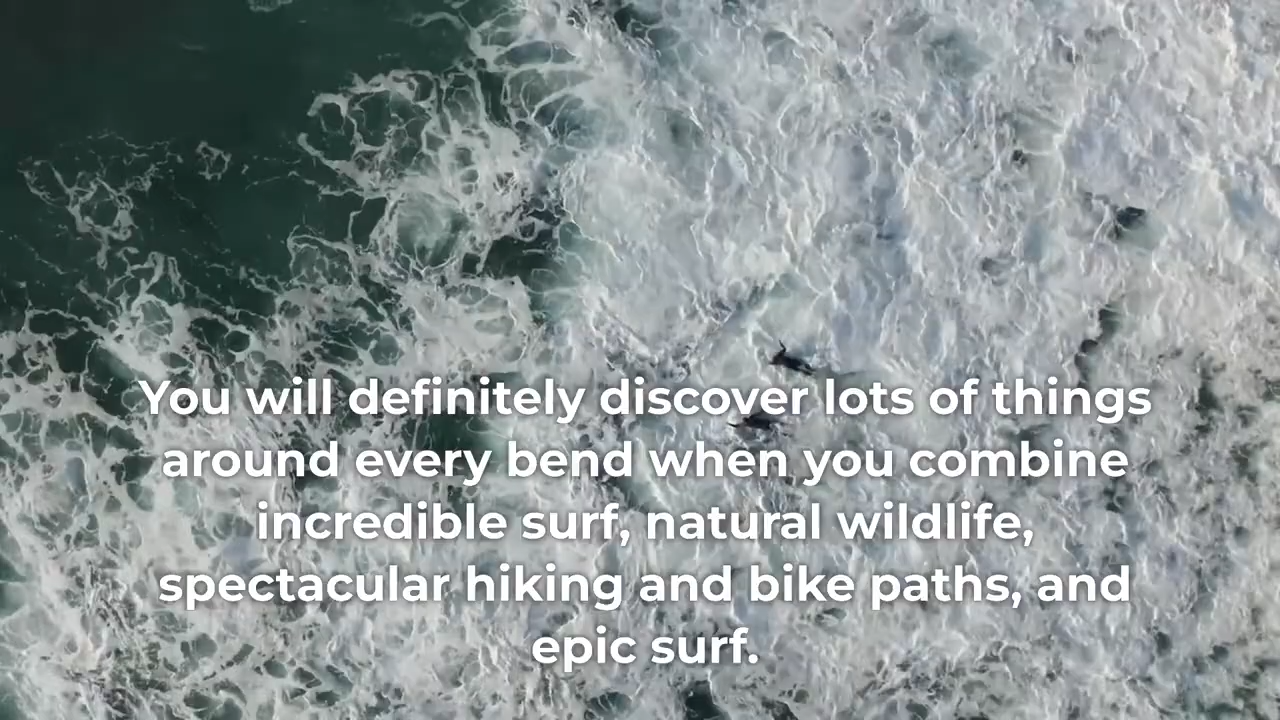 You will definitely discover lots of things
around every bend when you combine
incredible surf, natural wildlife,
spectacular hiking and bike paths, and
epic surf.